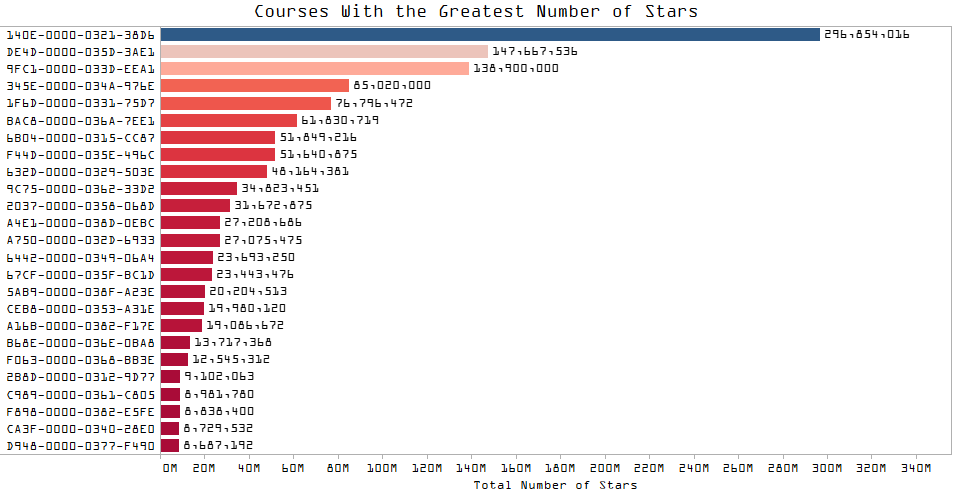 Courses With the Greatest Number of Stars
140E-0000-0321-38D6 296,854,016
DE4D-0000-035D-3AE1 147,667,536
9FC1-0000-033D-EEA1 138,900,000
345E-0000-034A-976E 85,020,000
1F6D-0000-0331-75D7 76,796,472
BAC8-0000-036A-7EE1 61,830,719
6B04-0000-0315-CC87 51,849,216
F44D-0000-035E-496C 51,640,875
632D-0000-0329-503E 48,164,381
9C75-0000-0362-33D2 34,823,451
2037-0000-0358-068D 31,672,875
A4E1-0000-038D-0EBC 27,208,686
A750-0000-032D-6933 27,075,475
6442-0000-0349-06A4 23,693,250
67CF-0000-035F-BC1D 23,443,476
5AB9-0000-038F-A23E 20,204,513
CEB8-0000-0353-A31E 19,980,120
A16B-0000-0382-F17E 19,086,672
B68E-0000-036E-0BA8 13,717,368
F063-0000-0368-BB3E 12,545,312
2B8D-0000-0312-9D77 9,102,063
C989-0000-0361-C805 8,981,780
F898-0000-0382-E5FE 8,838,400
CA3F-0000-0340-28E0 8,729,532
D948-0000-0377-F490 8,687,192
0M 20M 40M 60M 80M 100M 120M 140M 160M 180M 200M 220M 240M 260M 280M 300M 320M 340M
Total Number of Stars